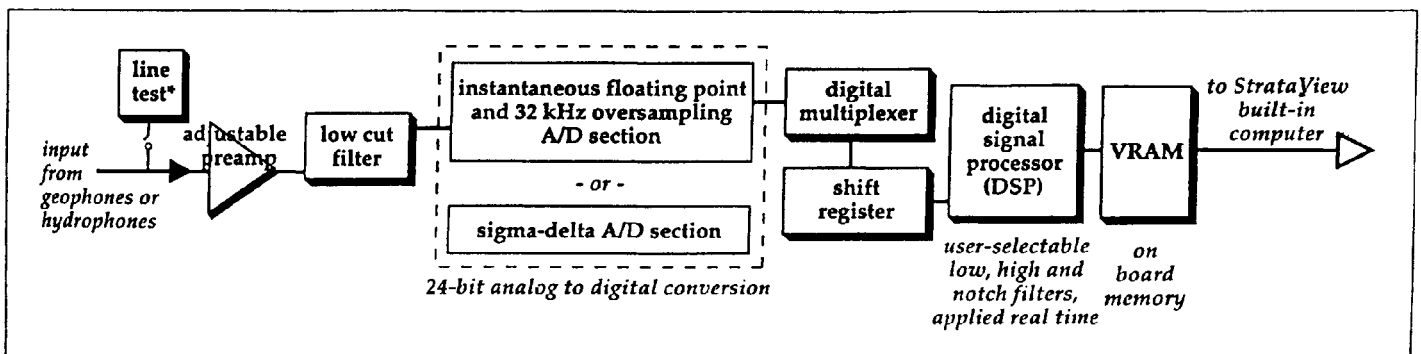 line
test*
input
from
geophones or
hydrophones
adjustable
preamp
low cut
filter
instantaneous floating point
and 32 kHz oversampling
A/D section
- or -
sigma-delta A/D section
24-bit analog to digital conversion
digital
multiplexer
shift
register
digital
signal
processor
(DSP)
user-selectable
low, high and
notch filters,
applied real time
VRAM
on
board
memory
to StrataView
built-in
computer